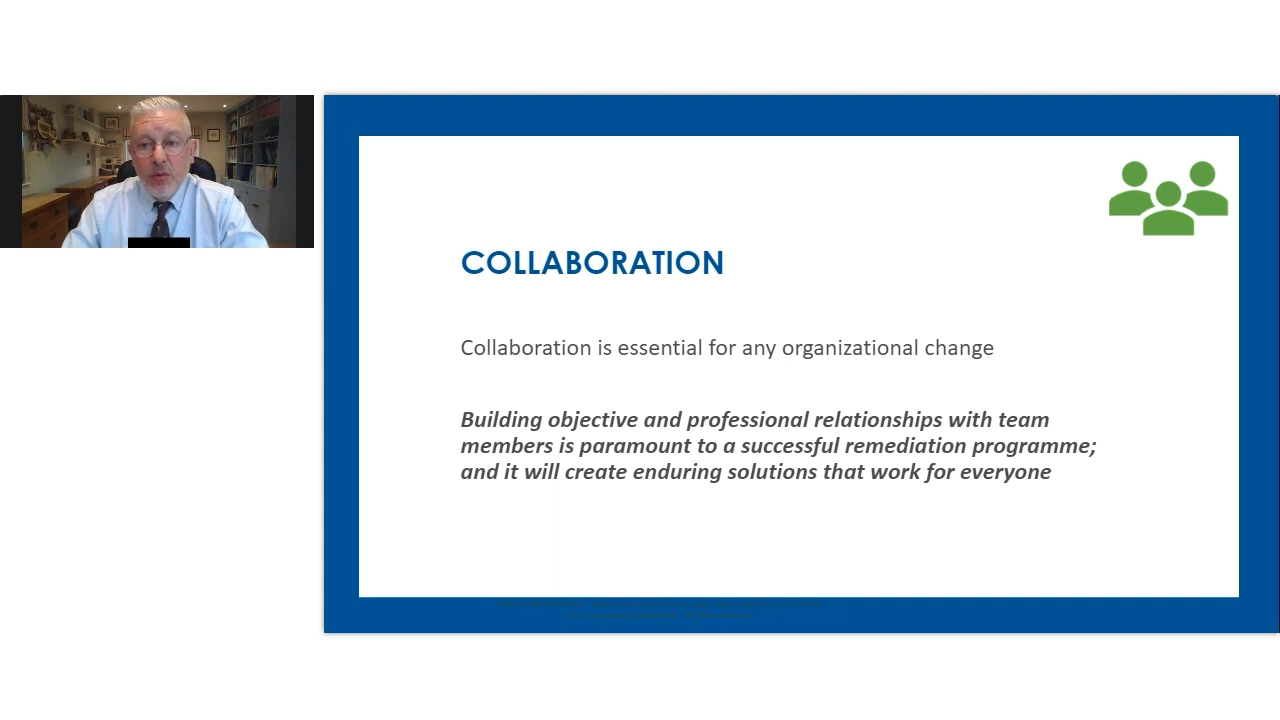 COLLABORATION
Collaboration is essential for any organizational change
Building objective and professional relationships with team
members is paramount to a successful remediation programme;
and it will create enduring solutions that work for everyone